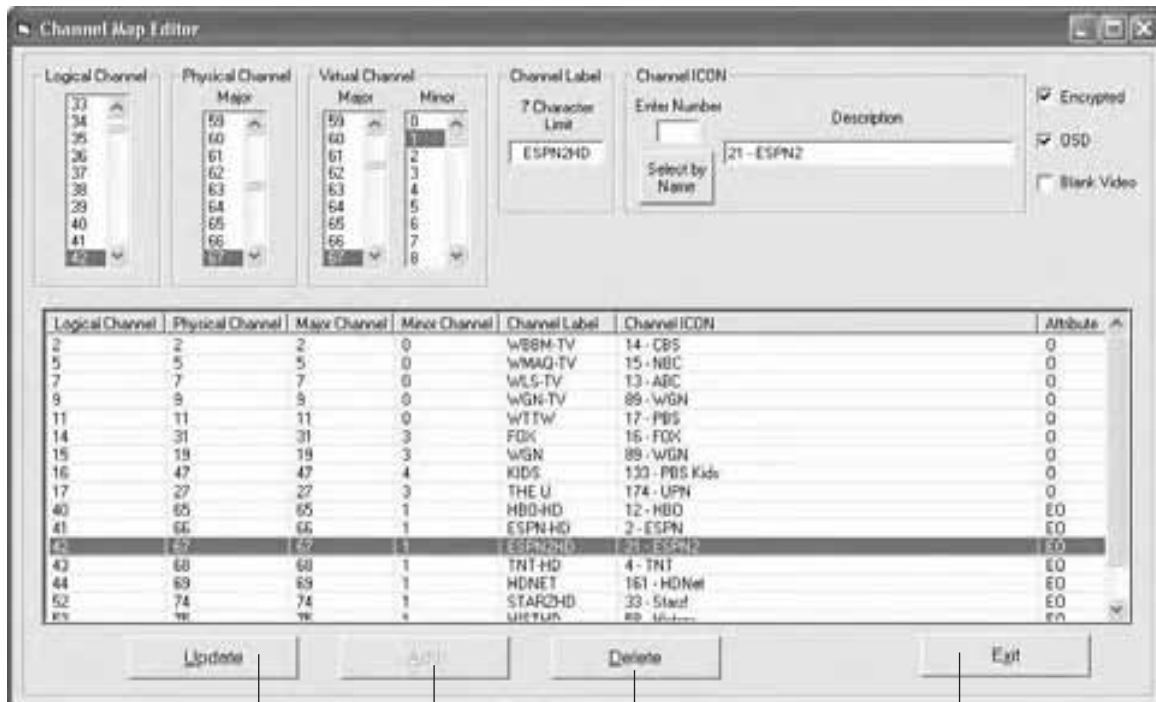 Channel Map Editor
Logical Channel
33
34
35
36
37
38
39
40
41
42
Physical Channel
Major
59
60
61
62
63
64
65
66
67
Virtual Channel
Major
59
60
61
62
63
64
65
66
67
Minor
0
1
2
3
4
5
6
7
8
Channel Label
7 Character
Limit
ESPN2HD
Channel ICON
Enter Number
Select by
Name
Description
21 - ESPN2
Encrypted
OSD
Blank Video
Logical Channel Physical Channel Major Channel Minor Channel Channel Label Channel ICON Attribute
2 2 2 0 WBBM-TV 14 - CBS O
5 5 5 0 WMAQ-TV 15 - NBC O
7 7 7 0 WLS-TV 13 - ABC O
9 9 9 0 WGN-TV 89 - WGN O
11 11 11 0 WTTW 17 - PBS O
14 31 31 3 FOX 16 - FOX O
15 19 19 3 WGN 89 - WGN O
16 47 47 4 KIDS 133 - PBS Kids O
17 27 27 3 THE U 174 - UPN O
40 65 65 1 HBO-HD 12 - HBO EO
41 66 66 1 ESPN-HD 2 - ESPN EO
42 67 67 1 ESPN2HD 21 - ESPN2 EO
43 68 68 1 TNT-HD 4 - TNT EO
44 69 69 1 HDNET 161 - HDNet EO
52 74 74 1 STARZHD 33 - Starz! EO
Update
Delete
Exit